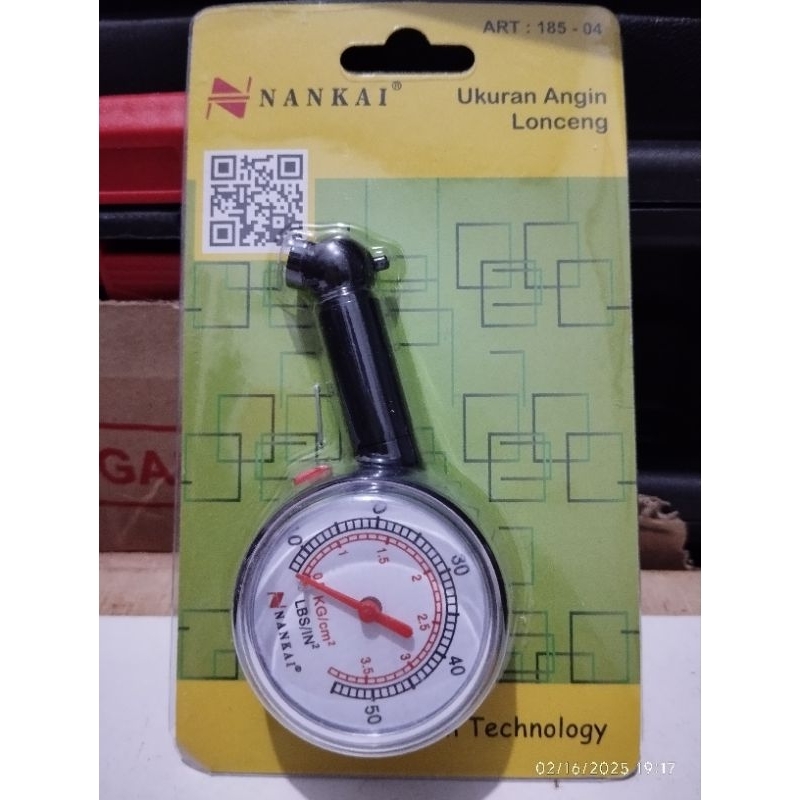 ART : 185 - 04
NANKAI®
Ukuran Angin
Lonceng
GA
10
30
40
50
0
1
1.5
2
2.5
3
3.5
KG/cm²
LBS/IN²
NANKAI®
Technology
02/16/2025 19:17